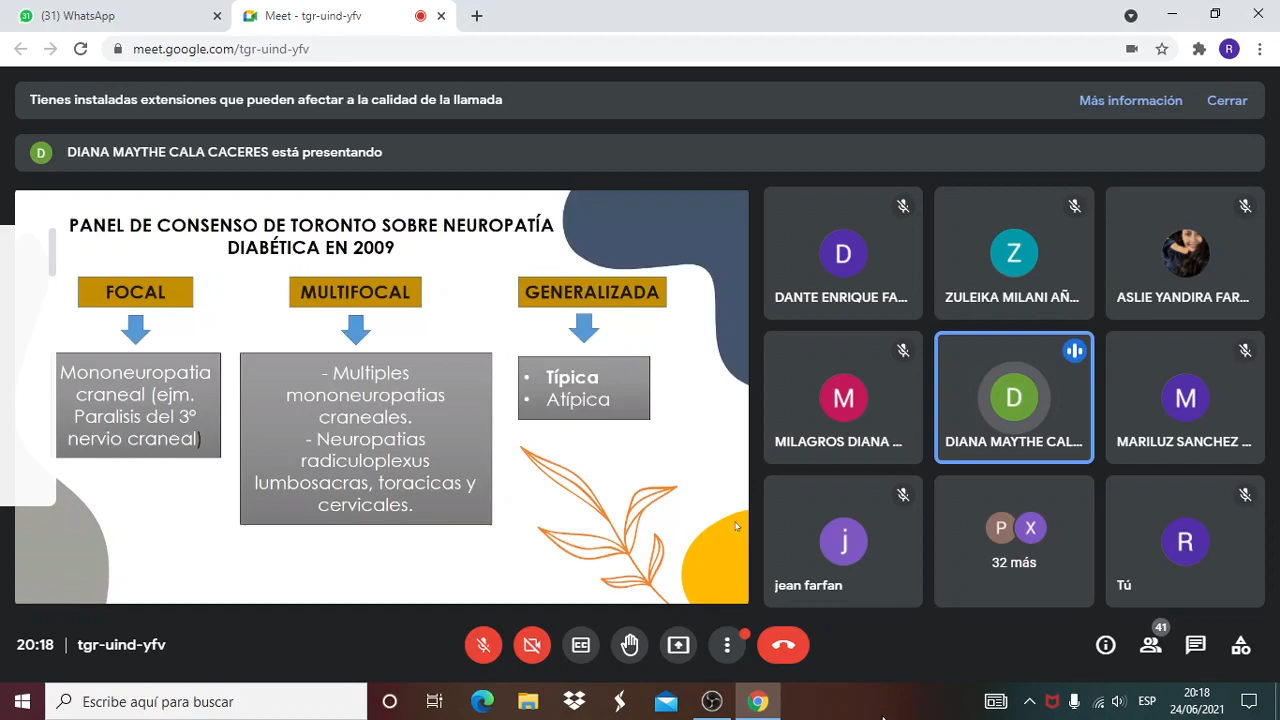 (31) WhatsApp
Meet - tgr-uind-yfv
meet.google.com/tgr-uind-yfv
R
Tienes instaladas extensiones que pueden afectar a la calidad de la llamada
Más información
Cerrar
D
DIANA MAYTHE CALA CACERES está presentando
PANEL DE CONSENSO DE TORONTO SOBRE NEUROPATÍA
DIABÉTICA EN 2009
FOCAL
MULTIFOCAL
GENERALIZADA
Mononeuropatia
craneal (ejm.
Paralisis del 3º
nervio craneal)
- Multiples
mononeuropatias
craneales.
- Neuropatias
radiculoplexus
lumbosacras, toracicas y
cervicales.
• Típica
• Atípica
D
DANTE ENRIQUE FA...
Z
ZULEIKA MILANI AÑ...
ASLIE YANDIRA FAR...
M
MILAGROS DIANA ...
D
DIANA MAYTHE CAL...
M
MARILUZ SANCHEZ ...
j
jean farfan
P X
32 más
R
Tú
20:18 | tgr-uind-yfv
CC
41
Escribe aquí para buscar
ESP
20:18
24/06/2021